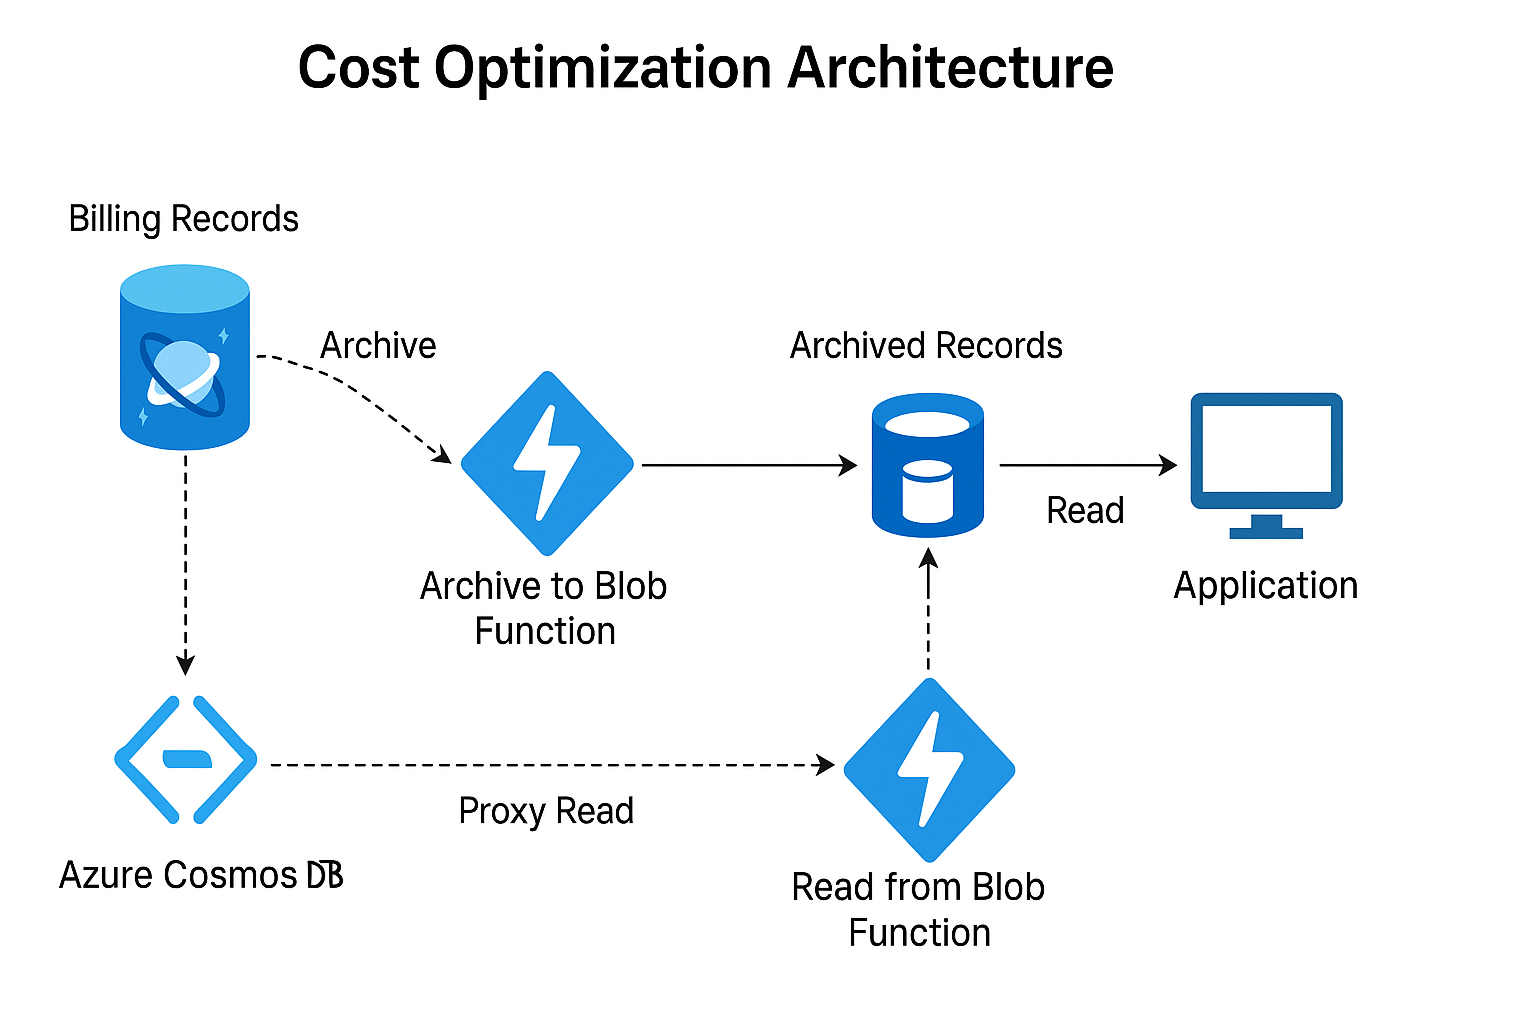 Cost Optimization Architecture
Billing Records
Archive
Archived Records
Read
Archive to Blob
Function
Application
Proxy Read
Azure Cosmos DB
Read from Blob
Function